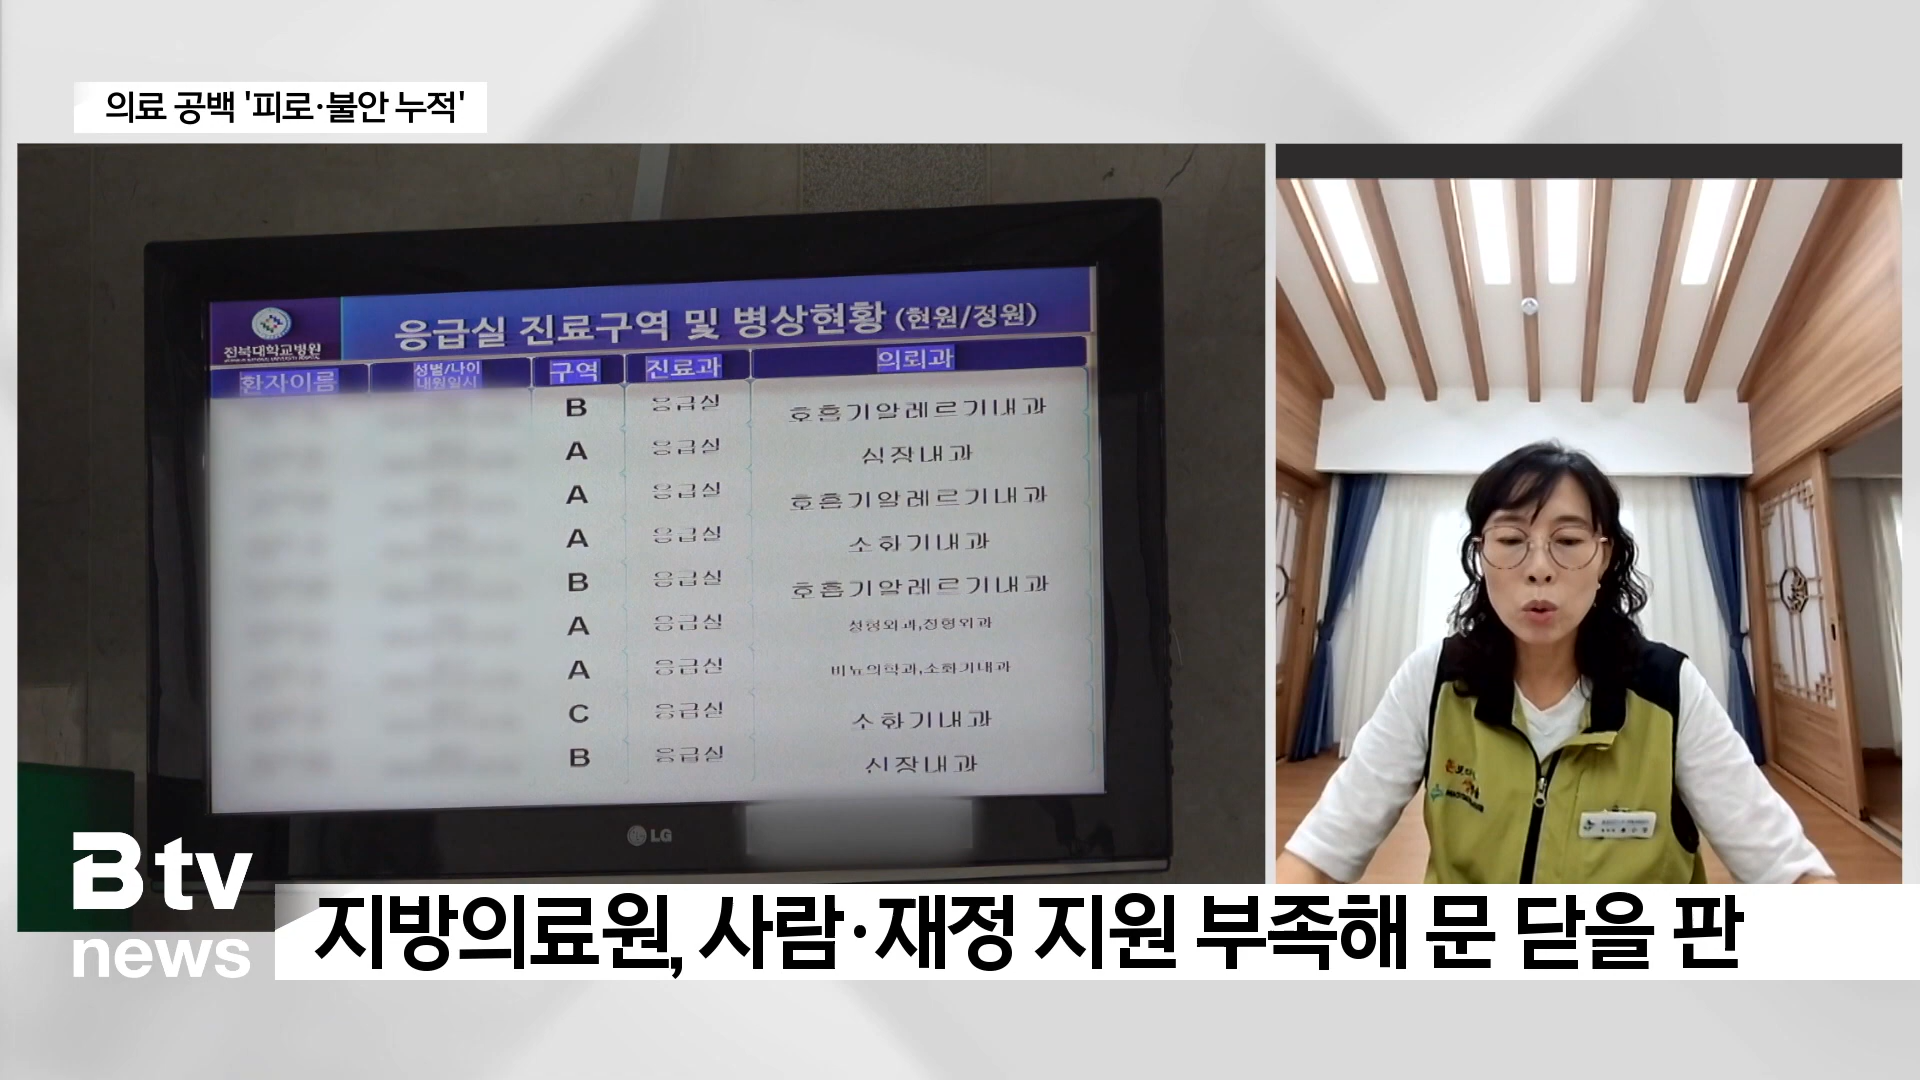 의료 공백 '피로·불안 누적'
전북대학교병원
응급실 진료구역 및 병상현황 (현원/정원)
환자이름 성별/나이 내원일시 구역 진료과 의뢰과
B 응급실 호흡기알레르기내과
A 응급실 심장내과
A 응급실 호흡기알레르기내과
A 응급실 소화기내과
B 응급실 호흡기알레르기내과
A 응급실 성형외과,정형외과
A 응급실 비뇨의학과,소화기내과
C 응급실 소화기내과
B 응급실 신장내과
LG
B tv
news
지방의료원, 사람·재정 지원 부족해 문 닫을 판